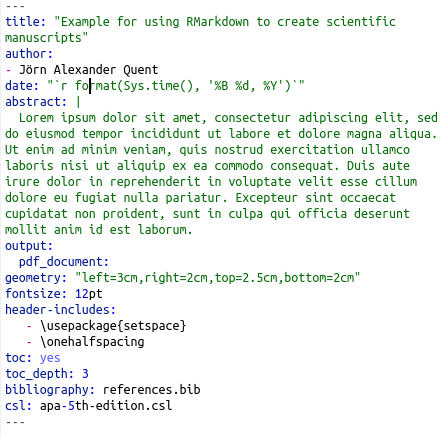 ---
title: "Example for using RMarkdown to create scientific
manuscripts"
author:
- Jörn Alexander Quent
date: "`r format(Sys.time(), '%B %d, %Y')`"
abstract: |
  Lorem ipsum dolor sit amet, consectetur adipiscing elit, sed
do eiusmod tempor incididunt ut labore et dolore magna aliqua.
Ut enim ad minim veniam, quis nostrud exercitation ullamco
laboris nisi ut aliquip ex ea commodo consequat. Duis aute
irure dolor in reprehenderit in voluptate velit esse cillum
dolore eu fugiat nulla pariatur. Excepteur sint occaecat
cupidatat non proident, sunt in culpa qui officia deserunt
mollit anim id est laborum.
output:
  pdf_document:
geometry: "left=3cm,right=2cm,top=2.5cm,bottom=2cm"
fontsize: 12pt
header-includes:
   - \usepackage{setspace}
   - \onehalfspacing
toc: yes
toc_depth: 3
bibliography: references.bib
csl: apa-5th-edition.csl
---